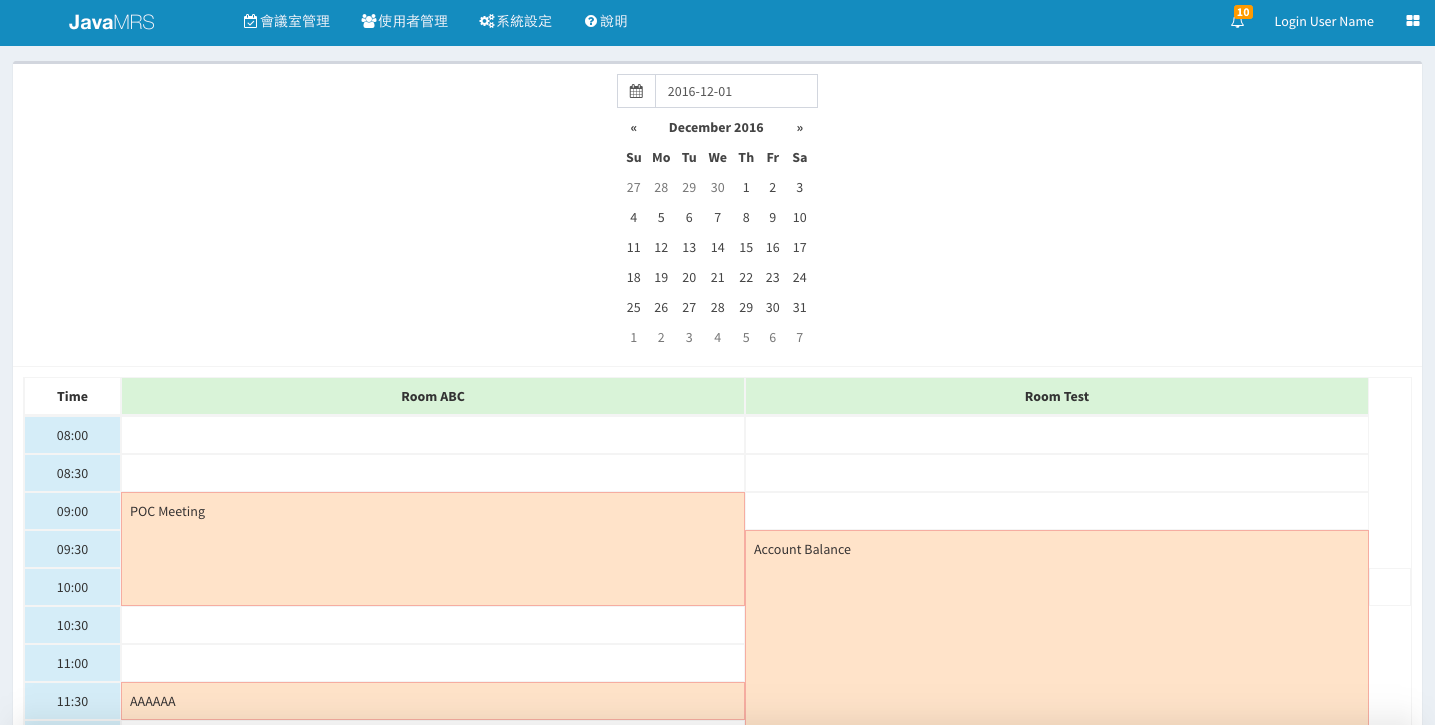 JavaMRS 會議室管理 使用者管理 系統設定 說明 10 Login User Name
2016-12-01
« December 2016 »
Su Mo Tu We Th Fr Sa
27 28 29 30 1 2 3
4 5 6 7 8 9 10
11 12 13 14 15 16 17
18 19 20 21 22 23 24
25 26 27 28 29 30 31
1 2 3 4 5 6 7
Time Room ABC Room Test
08:00
08:30
09:00 POC Meeting
09:30 Account Balance
10:00
10:30
11:00
11:30 AAAAAA